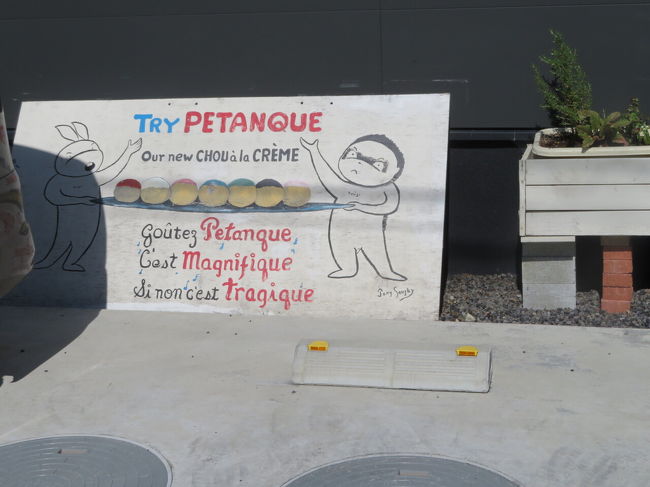 TRY PETANQUE
Our new CHOU à la CRÈME
Goûtez Petanque
C'est Magnifique
Si non c'est tragique